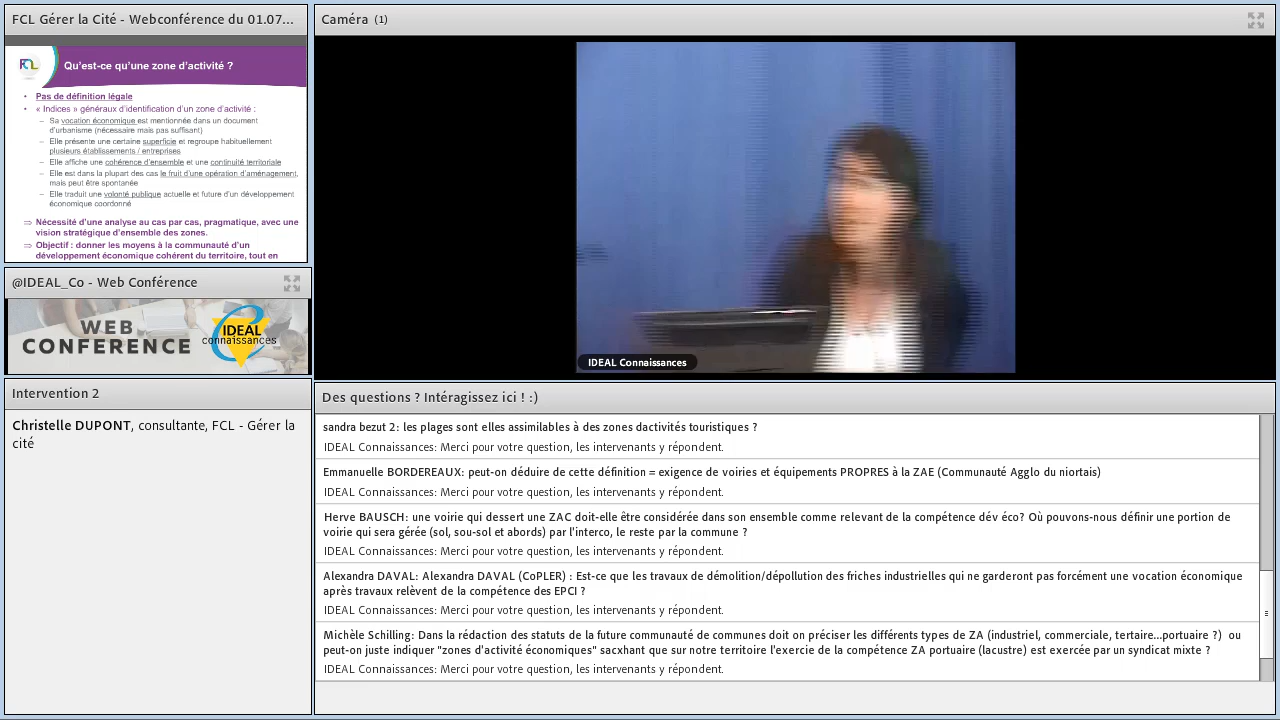 FCL Gérer la Cité - Webconférence du 01.07...
Qu'est-ce qu'une zone d'activité ?
• Pas de définition légale
• « Indices » généraux d'identification d'un zone d'activité :
– Sa vocation économique est mentionnée dans un document
d'urbanisme (nécessaire mais pas suffisant)
– Elle présente une certaine superficie et regroupe habituellement
plusieurs établissements / entreprises
– Elle affiche une cohérence d'ensemble et une continuité territoriale
– Elle est dans la plupart des cas le fruit d'une opération d'aménagement,
mais peut être spontanée
– Elle traduit une volonté publique actuelle et future d'un développement
économique coordonné
⇒ Nécessité d'une analyse au cas par cas, pragmatique, avec une
vision stratégique d'ensemble des zones.
⇒ Objectif : donner les moyens à la communauté d'un
développement économique cohérent du territoire, tout en
@IDEAL_Co - Web Conférence
WEB
CONFERENCE
IDEAL
connaissances
Intervention 2
Christelle DUPONT, consultante, FCL - Gérer la
cité
Caméra (1)
IDEAL Connaissances
Des questions ? Intéragissez ici ! :)
sandra bezut 2: les plages sont elles assimilables à des zones dactivités touristiques ?
IDEAL Connaissances: Merci pour votre question, les intervenants y répondent.
Emmanuelle BORDEREAUX: peut-on déduire de cette définition = exigence de voiries et équipements PROPRES à la ZAE (Communauté Agglo du niortais)
IDEAL Connaissances: Merci pour votre question, les intervenants y répondent.
Herve BAUSCH: une voirie qui dessert une ZAC doit-elle être considérée dans son ensemble comme relevant de la compétence dév éco? Où pouvons-nous définir une portion de
voirie qui sera gérée (sol, sou-sol et abords) par l'interco, le reste par la commune ?
IDEAL Connaissances: Merci pour votre question, les intervenants y répondent.
Alexandra DAVAL: Alexandra DAVAL (CoPLER) : Est-ce que les travaux de démolition/dépollution des friches industrielles qui ne garderont pas forcément une vocation économique
après travaux relèvent de la compétence des EPCI ?
IDEAL Connaissances: Merci pour votre question, les intervenants y répondent.
Michèle Schilling: Dans la rédaction des statuts de la future communauté de communes doit on préciser les différents types de ZA (industriel, commerciale, tertaire...portuaire ?) ou
peut-on juste indiquer "zones d'activité économiques" sacxhant que sur notre territoire l'exercie de la compétence ZA portuaire (lacustre) est exercée par un syndicat mixte ?
IDEAL Connaissances: Merci pour votre question, les intervenants y répondent.